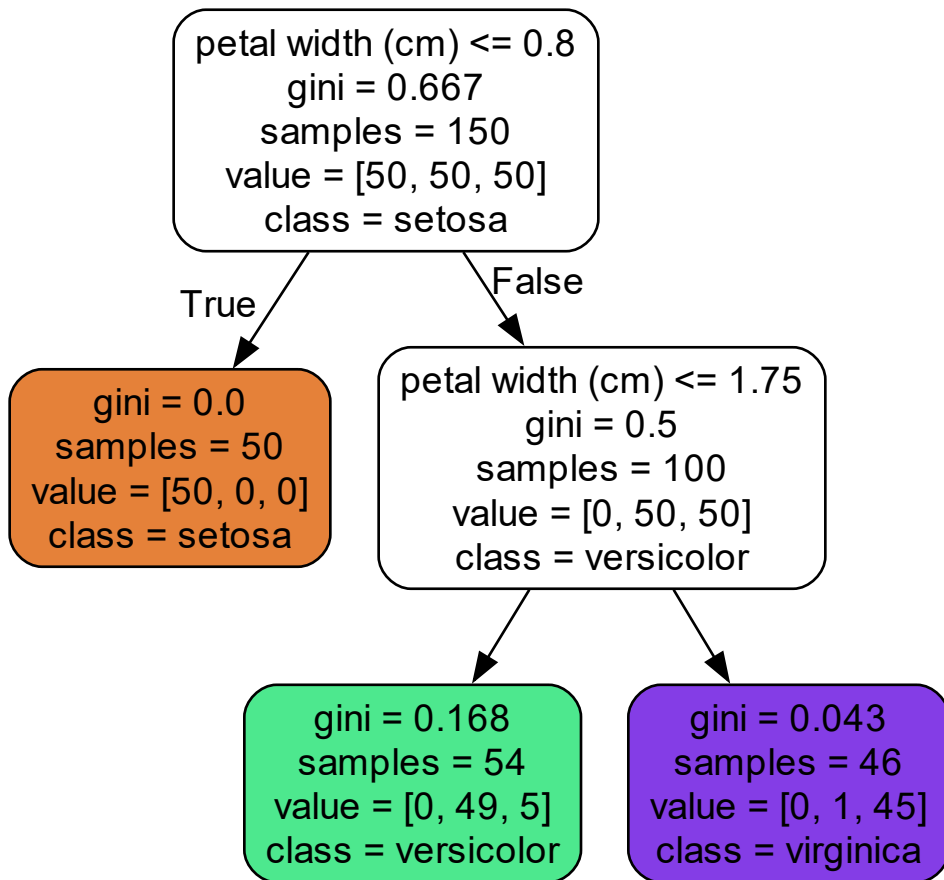 petal width (cm) <= 0.8
gini = 0.667
samples = 150
value = [50, 50, 50]
class = setosa
True
False
gini = 0.0
samples = 50
value = [50, 0, 0]
class = setosa
petal width (cm) <= 1.75
gini = 0.5
samples = 100
value = [0, 50, 50]
class = versicolor
gini = 0.168
samples = 54
value = [0, 49, 5]
class = versicolor
gini = 0.043
samples = 46
value = [0, 1, 45]
class = virginica